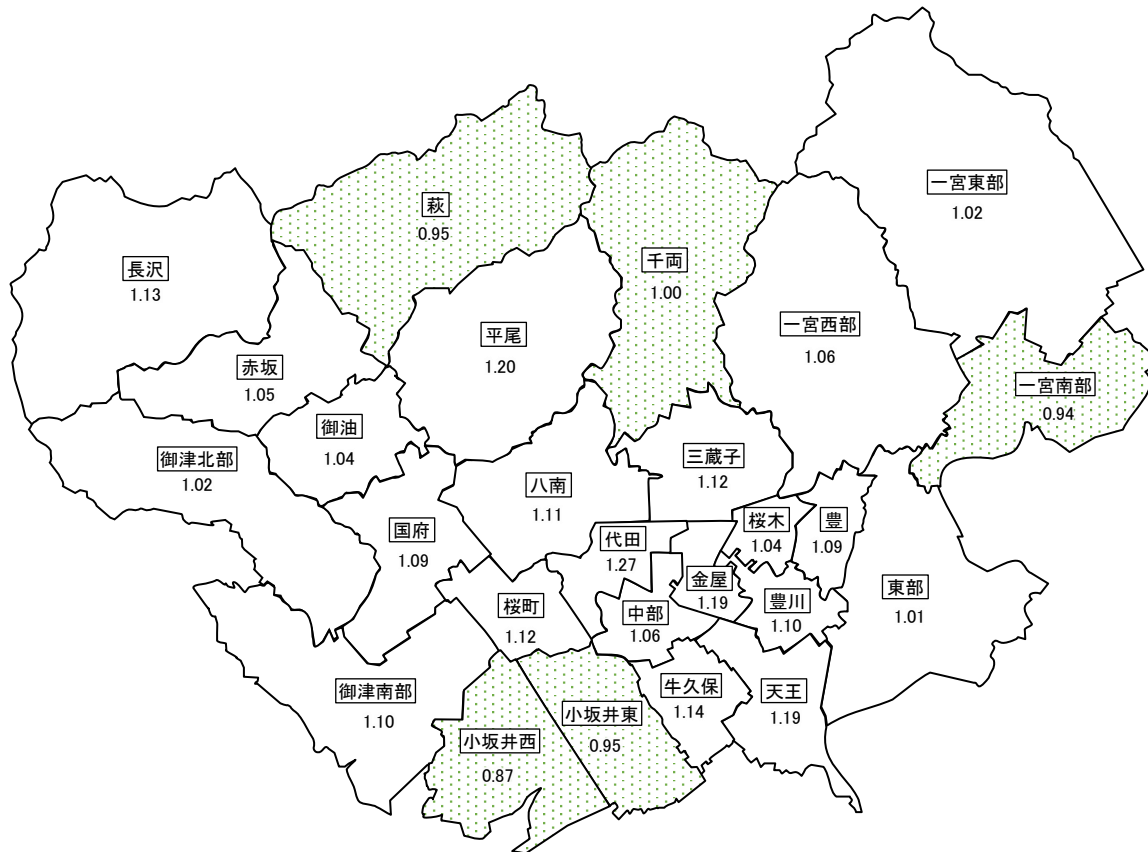 一宮東部
1.02
萩
0.95
千両
1.00
長沢
1.13
平尾
1.20
一宮西部
1.06
赤坂
1.05
一宮南部
0.94
御油
1.04
御津北部
1.02
三蔵子
1.12
八南
1.11
国府
1.09
桜木
1.04
豊
1.09
代田
1.27
金屋
1.19
東部
1.01
豊川
1.10
桜町
1.12
中部
1.06
御津南部
1.10
牛久保
1.14
天王
1.19
小坂井東
0.95
小坂井西
0.87